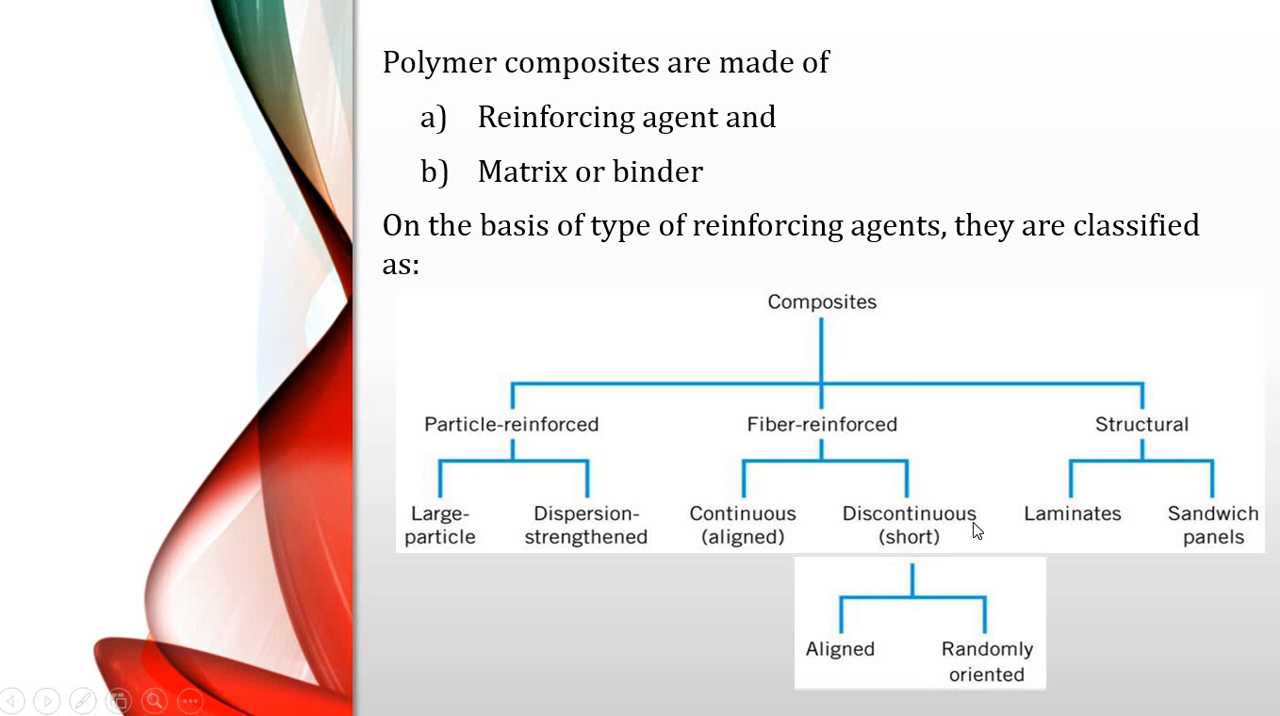 Polymer composites are made of
a) Reinforcing agent and
b) Matrix or binder
On the basis of type of reinforcing agents, they are classified
as:
Composites
Particle-reinforced Fiber-reinforced Structural
Large- Dispersion- Continuous Discontinuous Laminates Sandwich
particle strengthened (aligned) (short) panels
Aligned Randomly
oriented